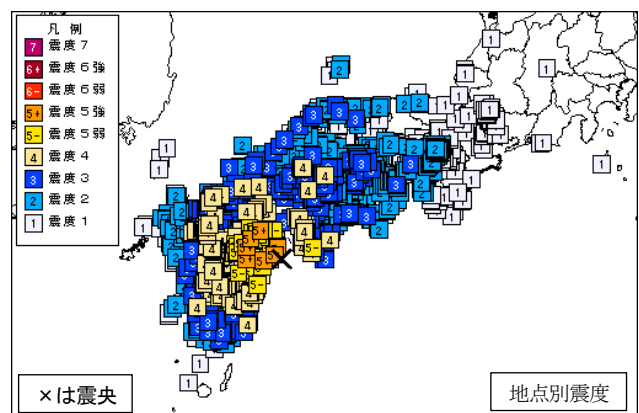 凡 例
7 震度７
6+ 震度６強
6- 震度６弱
5+ 震度５強
5- 震度５弱
4 震度４
3 震度３
2 震度２
1 震度１
×は震央
地点別震度